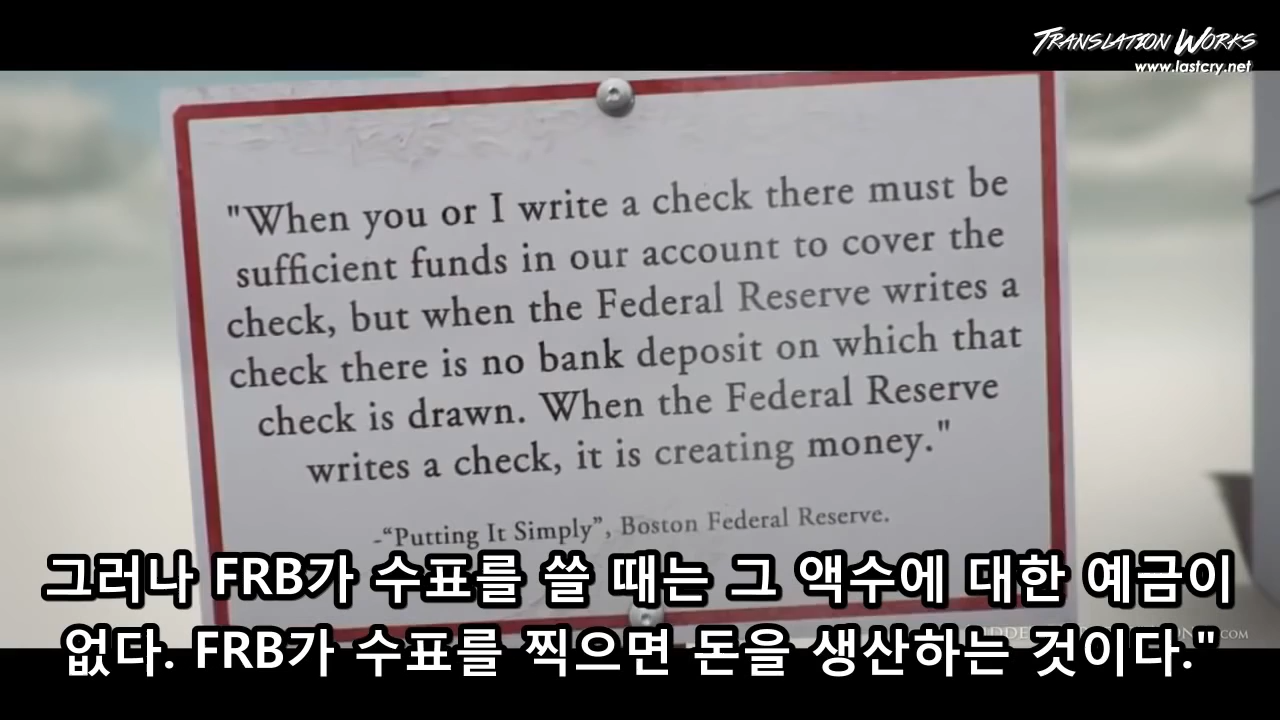 TRANSLATION WORKS
www.lastcry.net
"When you or I write a check there must be
sufficient funds in our account to cover the
check, but when the Federal Reserve writes a
check there is no bank deposit on which that
check is drawn. When the Federal Reserve
writes a check, it is creating money."
-“Putting It Simply”, Boston Federal Reserve.
그러나 FRB가 수표를 쓸 때는 그 액수에 대한 예금이
없다. FRB가 수표를 찍으면 돈을 생산하는 것이다."